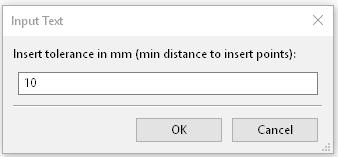 Input Text
Insert tolerance in mm (min distance to insert points):
10
OK
Cancel